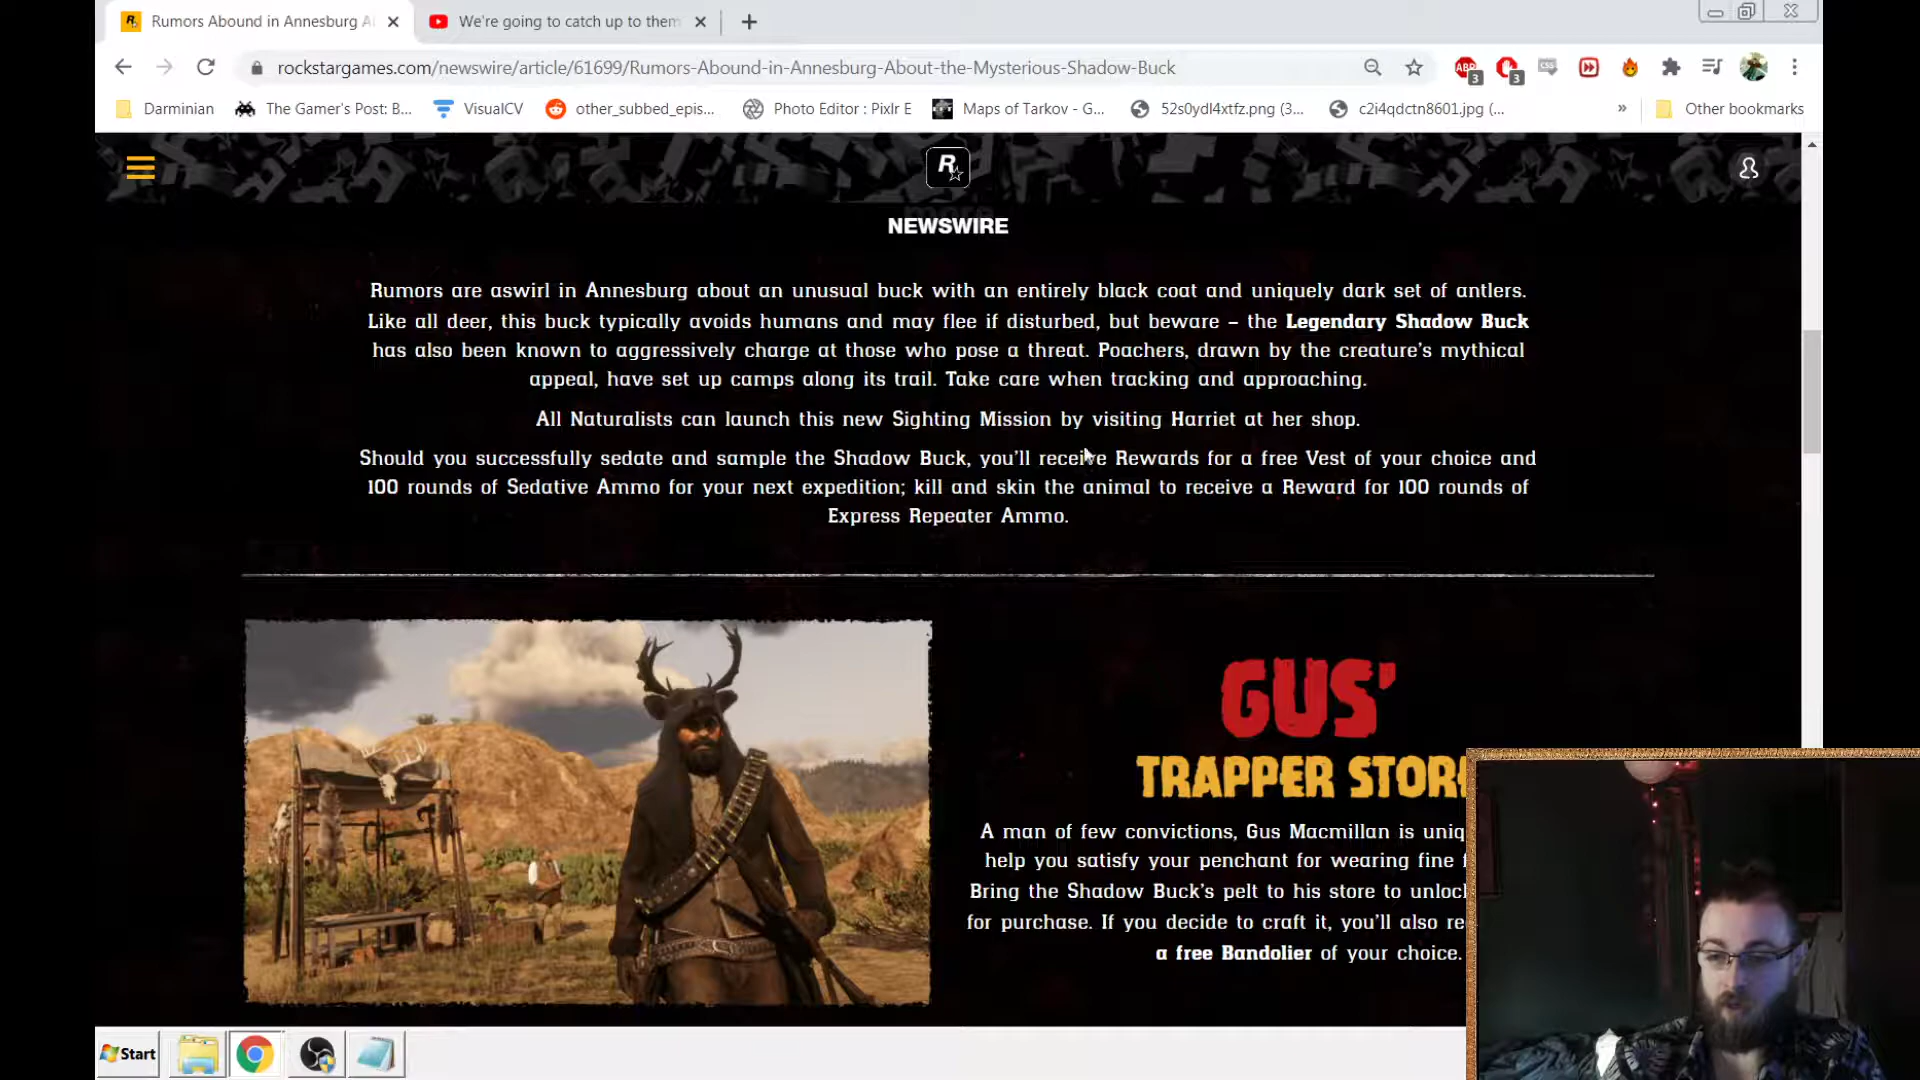 Rumors Abound in Annesburg A
We're going to catch up to them
rockstargames.com/newswire/article/61699/Rumors-Abound-in-Annesburg-About-the-Mysterious-Shadow-Buck
ABP
3
3
CSS
Darminian
The Gamer's Post: B...
VisualCV
other_subbed_epis...
Photo Editor : Pixlr E
Maps of Tarkov - G...
52s0ydl4xtfz.png (3...
c2i4qdctn8601.jpg (...
»
Other bookmarks
R
NEWSWIRE
Rumors are aswirl in Annesburg about an unusual buck with an entirely black coat and uniquely dark set of antlers.
Like all deer, this buck typically avoids humans and may flee if disturbed, but beware – the Legendary Shadow Buck
has also been known to aggressively charge at those who pose a threat. Poachers, drawn by the creature's mythical
appeal, have set up camps along its trail. Take care when tracking and approaching.
All Naturalists can launch this new Sighting Mission by visiting Harriet at her shop.
Should you successfully sedate and sample the Shadow Buck, you'll receive Rewards for a free Vest of your choice and
100 rounds of Sedative Ammo for your next expedition; kill and skin the animal to receive a Reward for 100 rounds of
Express Repeater Ammo.
GUS'
TRAPPER STORE
A man of few convictions, Gus Macmillan is uniq
help you satisfy your penchant for wearing fine f
Bring the Shadow Buck's pelt to his store to unloc
for purchase. If you decide to craft it, you'll also re
a free Bandolier of your choice.
Start